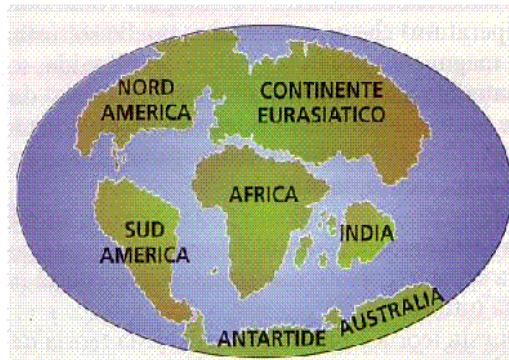 NORD
AMERICA
CONTINENTE
EURASIATICO
AFRICA
SUD
AMERICA
INDIA
ANTARTIDE
AUSTRALIA